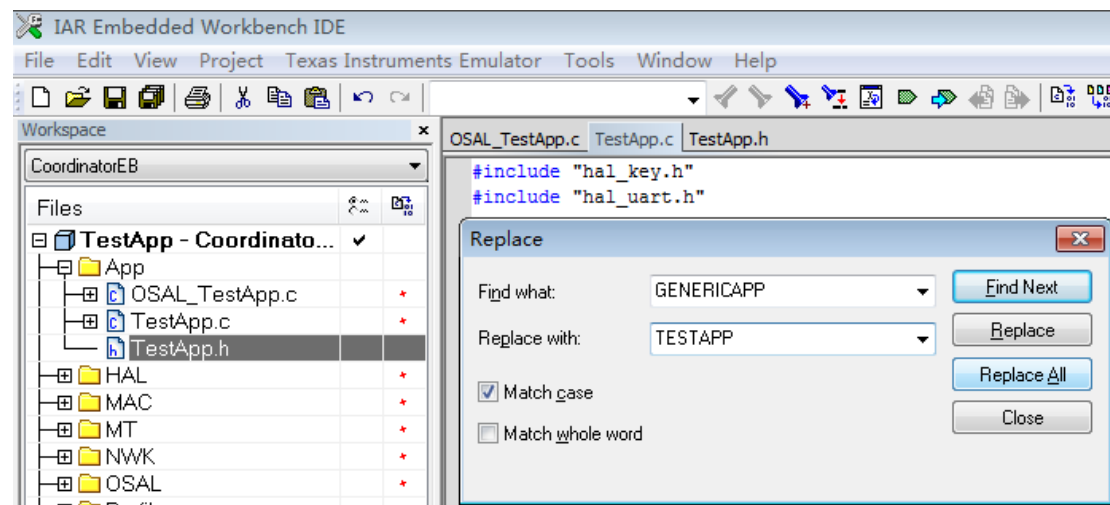 IAR Embedded Workbench IDE
File Edit View Project Texas Instruments Emulator Tools Window Help
Workspace
CoordinatorEB
Files
TestApp - Coordinato...
App
OSAL_TestApp.c
TestApp.c
TestApp.h
HAL
MAC
MT
NWK
OSAL
OSAL_TestApp.c TestApp.c TestApp.h
#include "hal_key.h"
#include "hal_uart.h"
Replace
Find what: GENERICAPP Find Next
Replace with: TESTAPP Replace
Replace All
Match case
Close
Match whole word